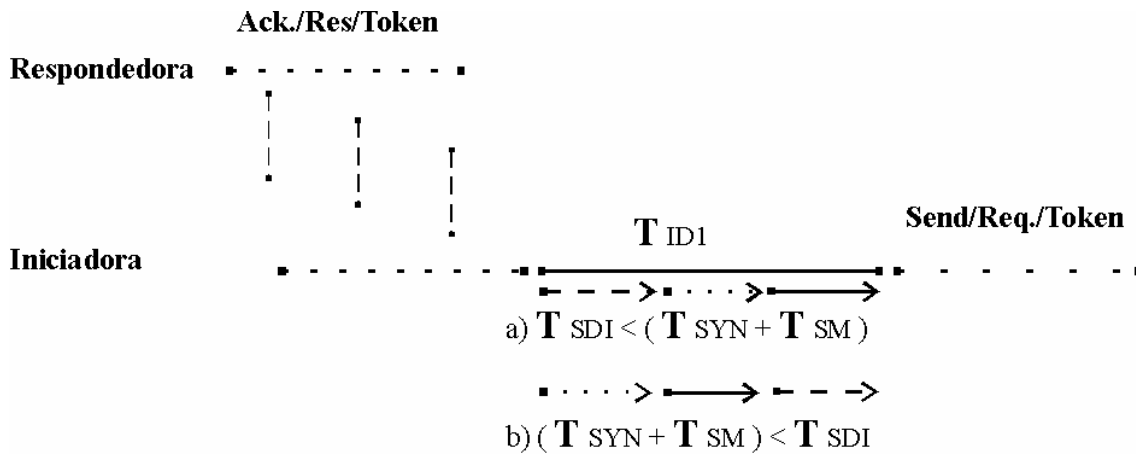 Ack./Res/Token
Respondedora
Send/Req./Token
T ID1
Iniciadora
a) T SDI < ( T SYN + T SM )
b) ( T SYN + T SM ) < T SDI